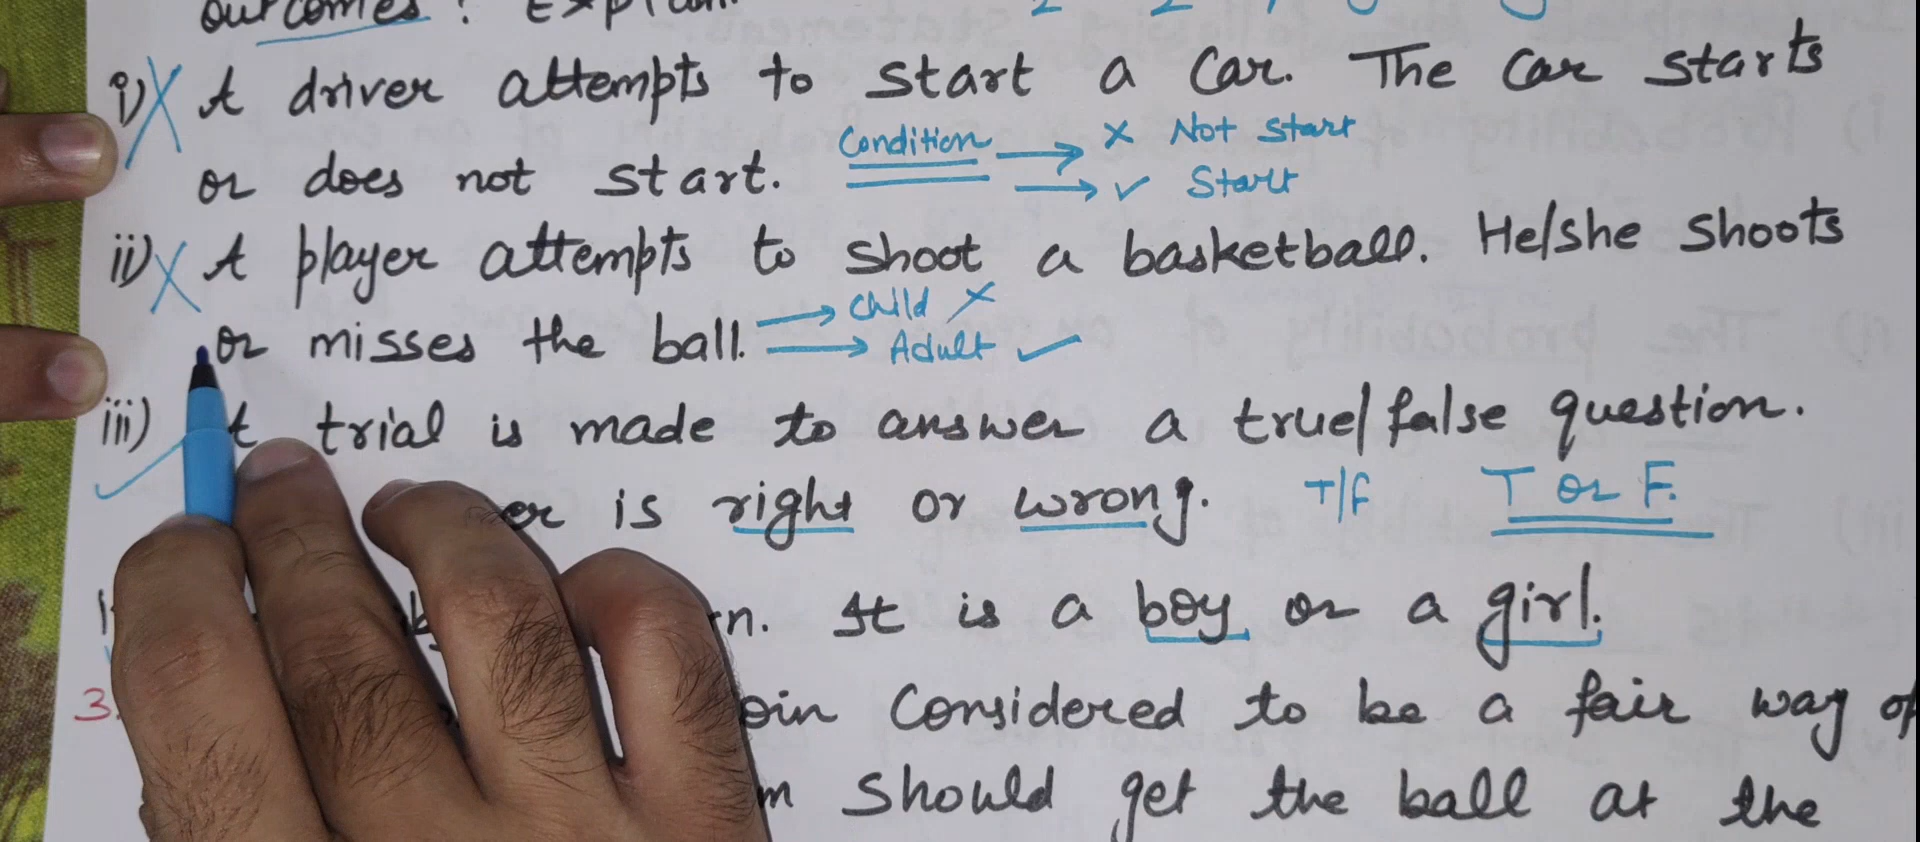 outcomes? Explain.
i) X A driver attempts to start a car. The car starts
Condition → X Not start
or does not start. → ✓ Start
ii) X A player attempts to shoot a basketball. He/she shoots
→ Child X
or misses the ball. → Adult ✓
iii) A trial is made to answer a true/false question.
✓ is right or wrong. T/F T or F.
It is a boy or a girl.
3. considered to be a fair way of
should get the ball at the